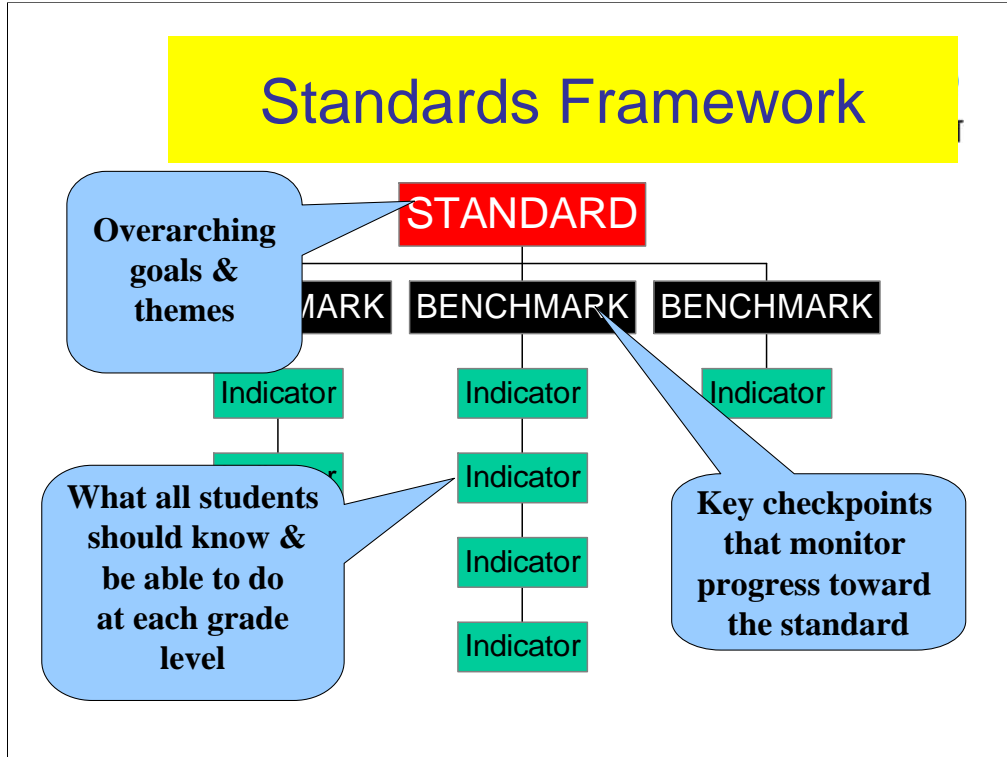 Standards Framework
STANDARD
Overarching
goals &
themes
MARK
BENCHMARK
BENCHMARK
Indicator
Indicator
Indicator
Indicator
What all students
should know &
be able to do
at each grade
level
Key checkpoints
that monitor
progress toward
the standard
Indicator
Indicator